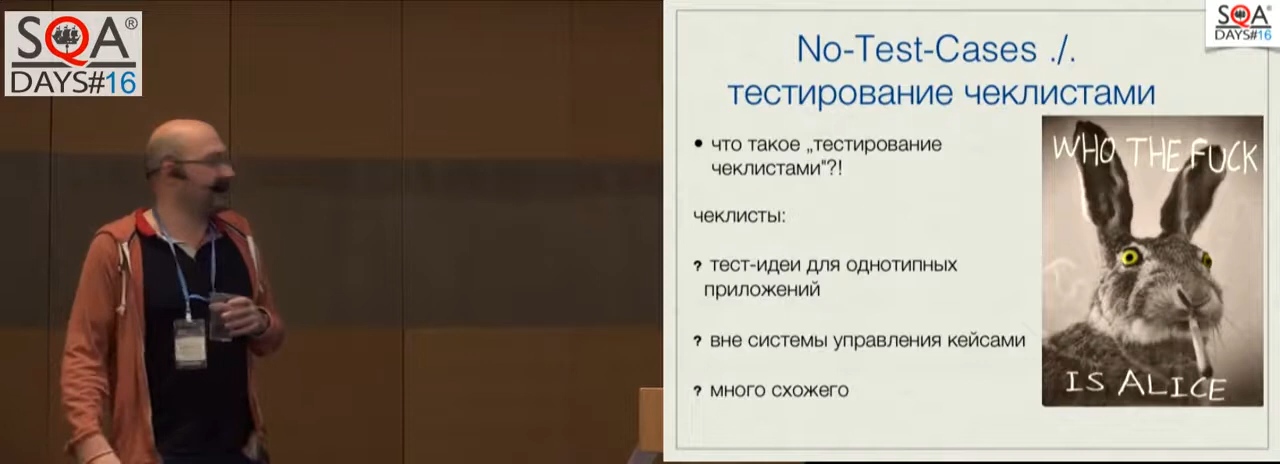 SQA®
DAYS#16
SQA®
DAYS#16
No-Test-Cases ./.
тестирование чеклистами
• что такое „тестирование
чеклистами"?!
чеклисты:
? тест-идеи для однотипных
приложений
? вне системы управления кейсами
? много схожего
WHO THE FUCK
IS ALICE